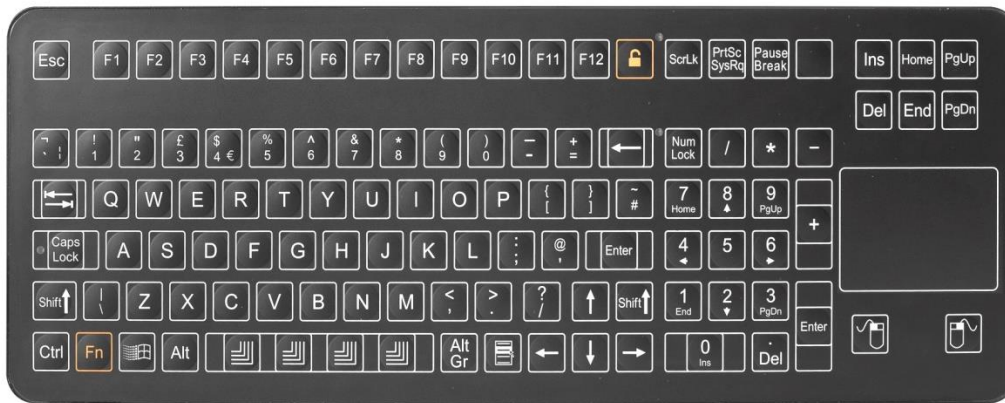 Esc F1 F2 F3 F4 F5 F6 F7 F8 F9 F10 F11 F12 ScrLk PrtSc SysRq Pause Break Ins Home PgUp
Del End PgDn
¬ ` ¦ ! 1 " 2 £ 3 $ 4 € % 5 ^ 6 & 7 * 8 ( 9 ) 0 _ - + = ← Num Lock / * −
Q W E R T Y U I O P { [ } ] ~ # 7 Home 8 9 PgUp +
Caps Lock A S D F G H J K L : ; @ ' Enter 4 5 6
Shift | \ Z X C V B N M < , > . ? / ↑ Shift 1 End 2 3 PgDn
Ctrl Fn Alt Alt Gr ← ↓ → 0 Ins . Del Enter